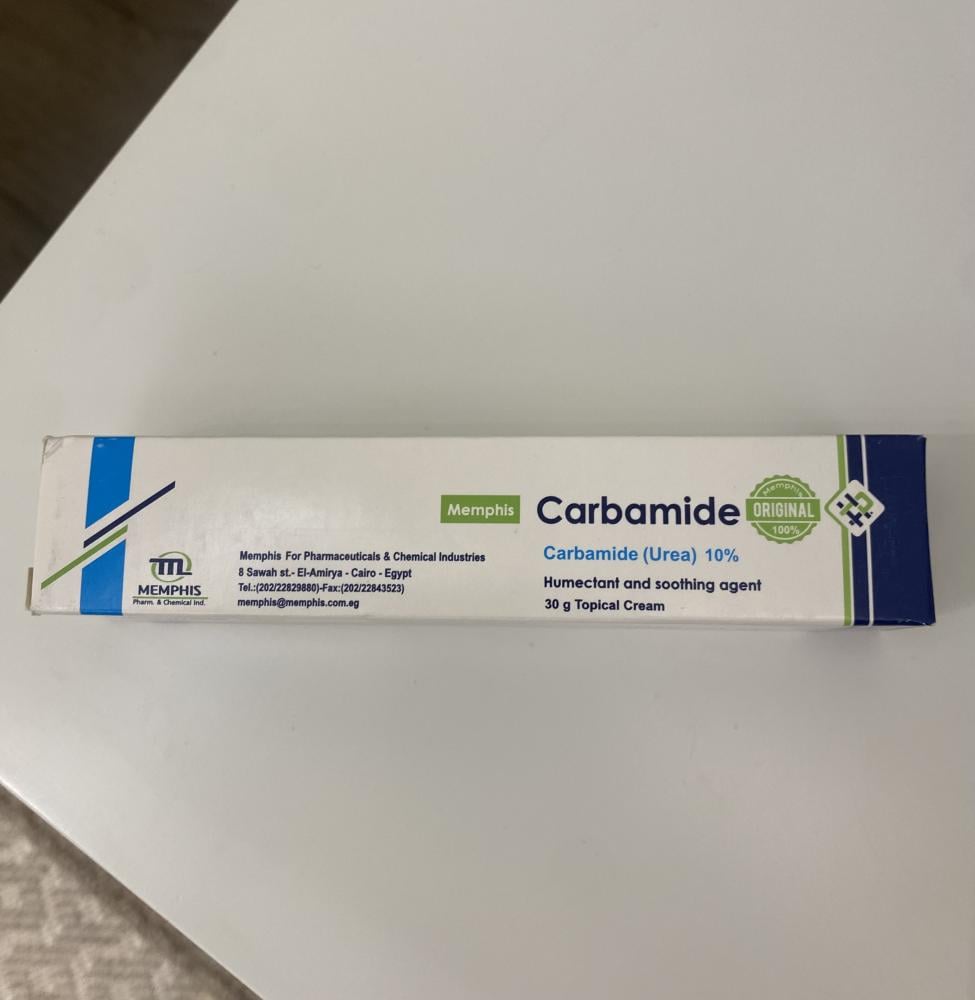 Memphis
Carbamide
Memphis
ORIGINAL
100%
Carbamide (Urea) 10%
Humectant and soothing agent
30 g Topical Cream
MEMPHIS
Pharm. & Chemical Ind.
Memphis For Pharmaceuticals & Chemical Industries
8 Sawah st.- El-Amirya - Cairo - Egypt
Tel.:(202/22829880)-Fax:(202/22843523)
memphis@memphis.com.eg